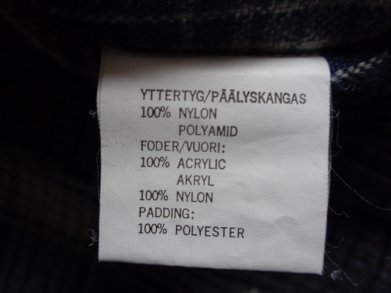 YTTERTYG/PÄÄLYSKANGAS
100% NYLON
POLYAMID
FODER/VUORI:
100% ACRYLIC
AKRYL
100% NYLON
PADDING:
100% POLYESTER